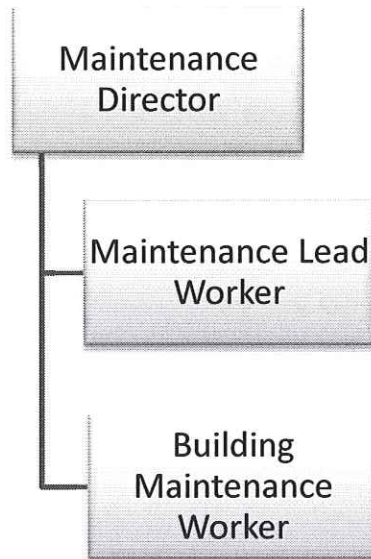 Maintenance
Director
Maintenance Lead
Worker
Building
Maintenance
Worker